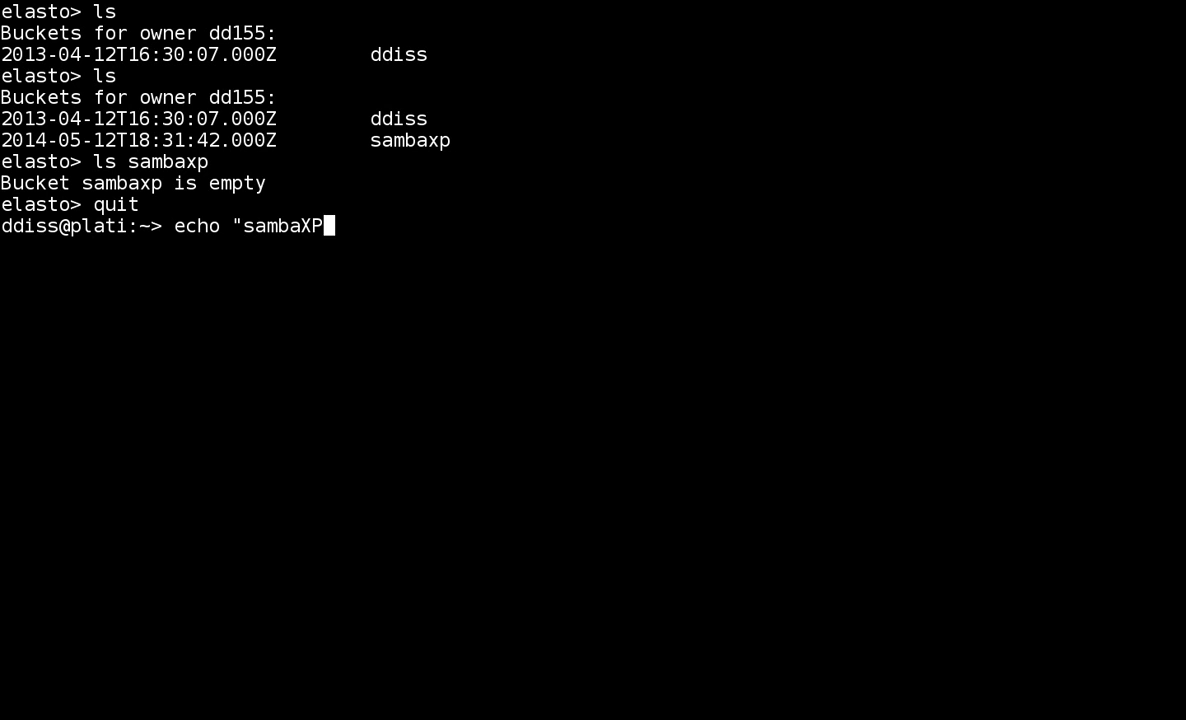 elasto> ls
Buckets for owner dd155:
2013-04-12T16:30:07.000Z        ddiss
elasto> ls
Buckets for owner dd155:
2013-04-12T16:30:07.000Z        ddiss
2014-05-12T18:31:42.000Z        sambaxp
elasto> ls sambaxp
Bucket sambaxp is empty
elasto> quit
ddiss@plati:~> echo "sambaXP